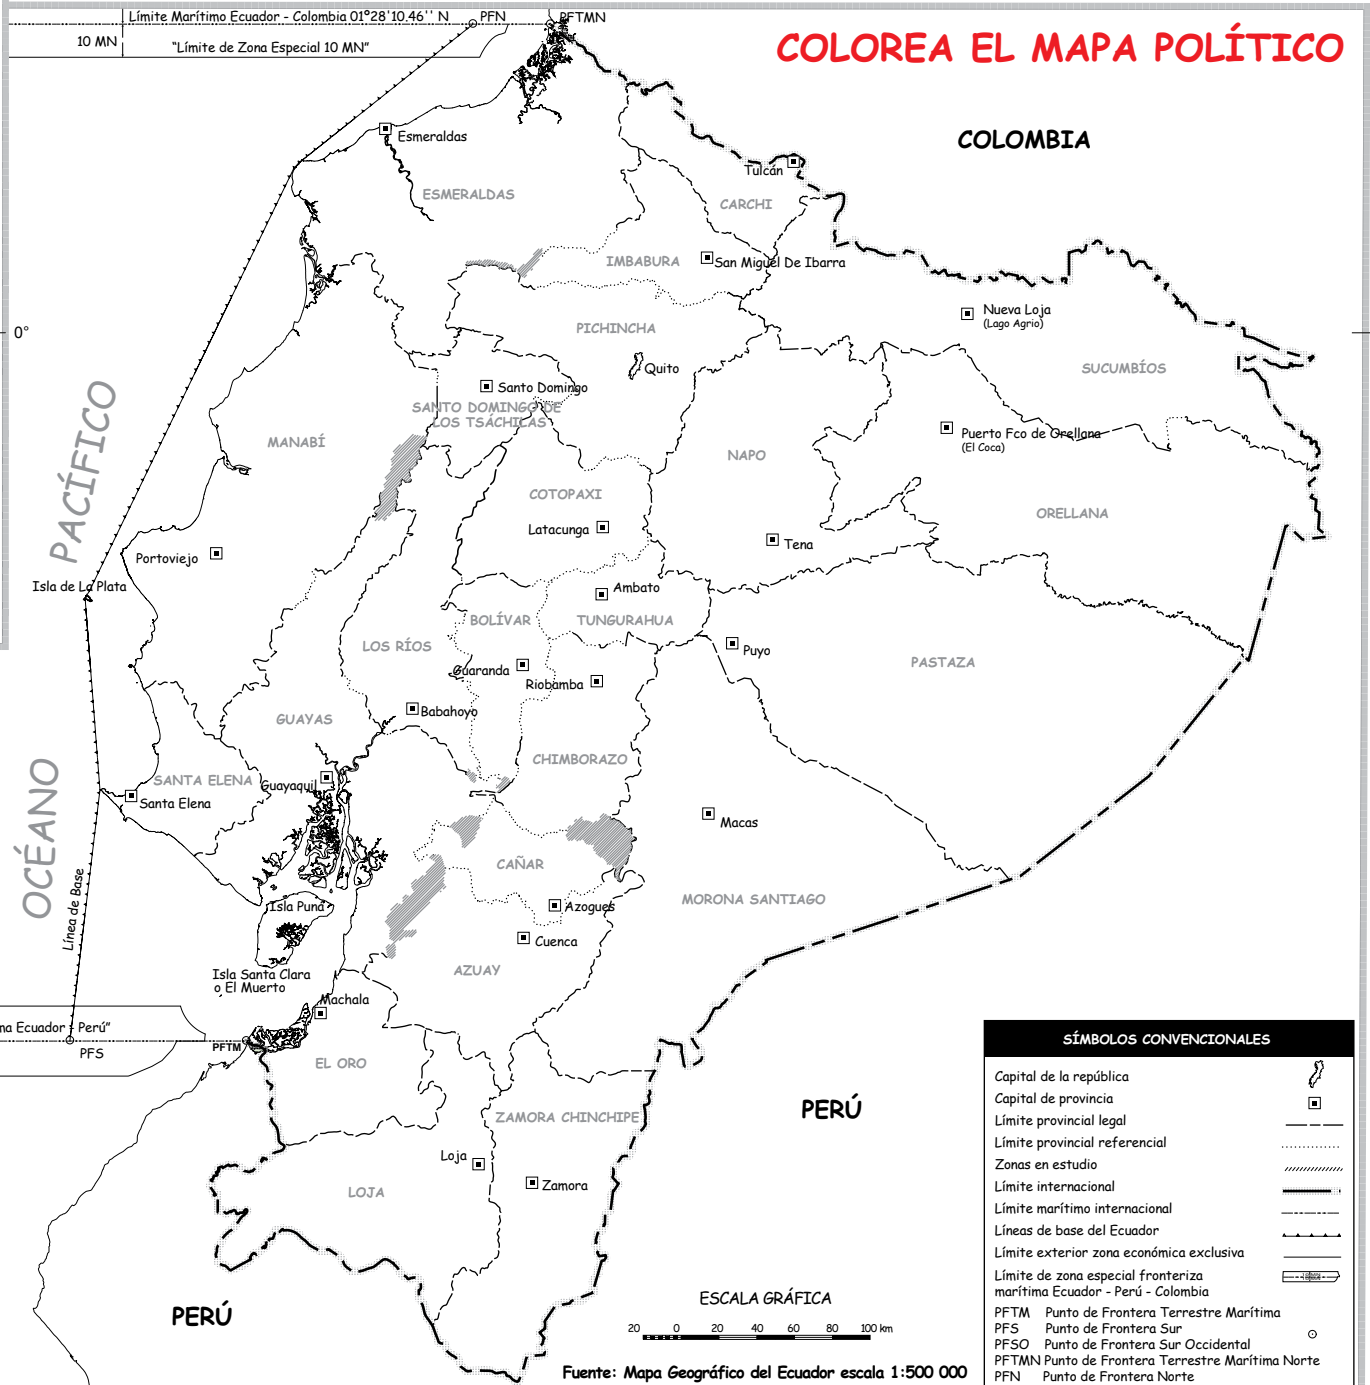 Límite Marítimo Ecuador - Colombia 01°28'10.46'' N
PFN
PFTMN
10 MN
"Límite de Zona Especial 10 MN"
COLOREA EL MAPA POLÍTICO
COLOMBIA
Esmeraldas
ESMERALDAS
Tulcán
CARCHI
IMBABURA
San Miguel De Ibarra
Nueva Loja
(Lago Agrio)
0°
PICHINCHA
Quito
SUCUMBÍOS
Santo Domingo
SANTO DOMINGO DE
LOS TSÁCHILAS
MANABÍ
Puerto Fco de Orellana
(El Coca)
NAPO
COTOPAXI
ORELLANA
Latacunga
Tena
Portoviejo
PACÍFICO
Isla de La Plata
Ambato
BOLÍVAR
TUNGURAHUA
LOS RÍOS
Puyo
PASTAZA
Guaranda
Riobamba
Babahoyo
GUAYAS
CHIMBORAZO
SANTA ELENA
Guayaquil
Santa Elena
Macas
OCÉANO
CAÑAR
MORONA SANTIAGO
Línea de Base
Isla Puná
Azogues
Cuenca
AZUAY
Isla Santa Clara
o El Muerto
Machala
na Ecuador - Perú"
PFTM
PFS
EL ORO
ZAMORA CHINCHIPE
PERÚ
Loja
Zamora
LOJA
PERÚ
SÍMBOLOS CONVENCIONALES
Capital de la república
Capital de provincia
Límite provincial legal
Límite provincial referencial
Zonas en estudio
Límite internacional
Límite marítimo internacional
Líneas de base del Ecuador
Límite exterior zona económica exclusiva
Límite de zona especial fronteriza
marítima Ecuador - Perú - Colombia
PFTM Punto de Frontera Terrestre Marítima
PFS Punto de Frontera Sur
PFSO Punto de Frontera Sur Occidental
PFTMN Punto de Frontera Terrestre Marítima Norte
PFN Punto de Frontera Norte
ESCALA GRÁFICA
20 0 20 40 60 80 100 km
Fuente: Mapa Geográfico del Ecuador escala 1:500 000